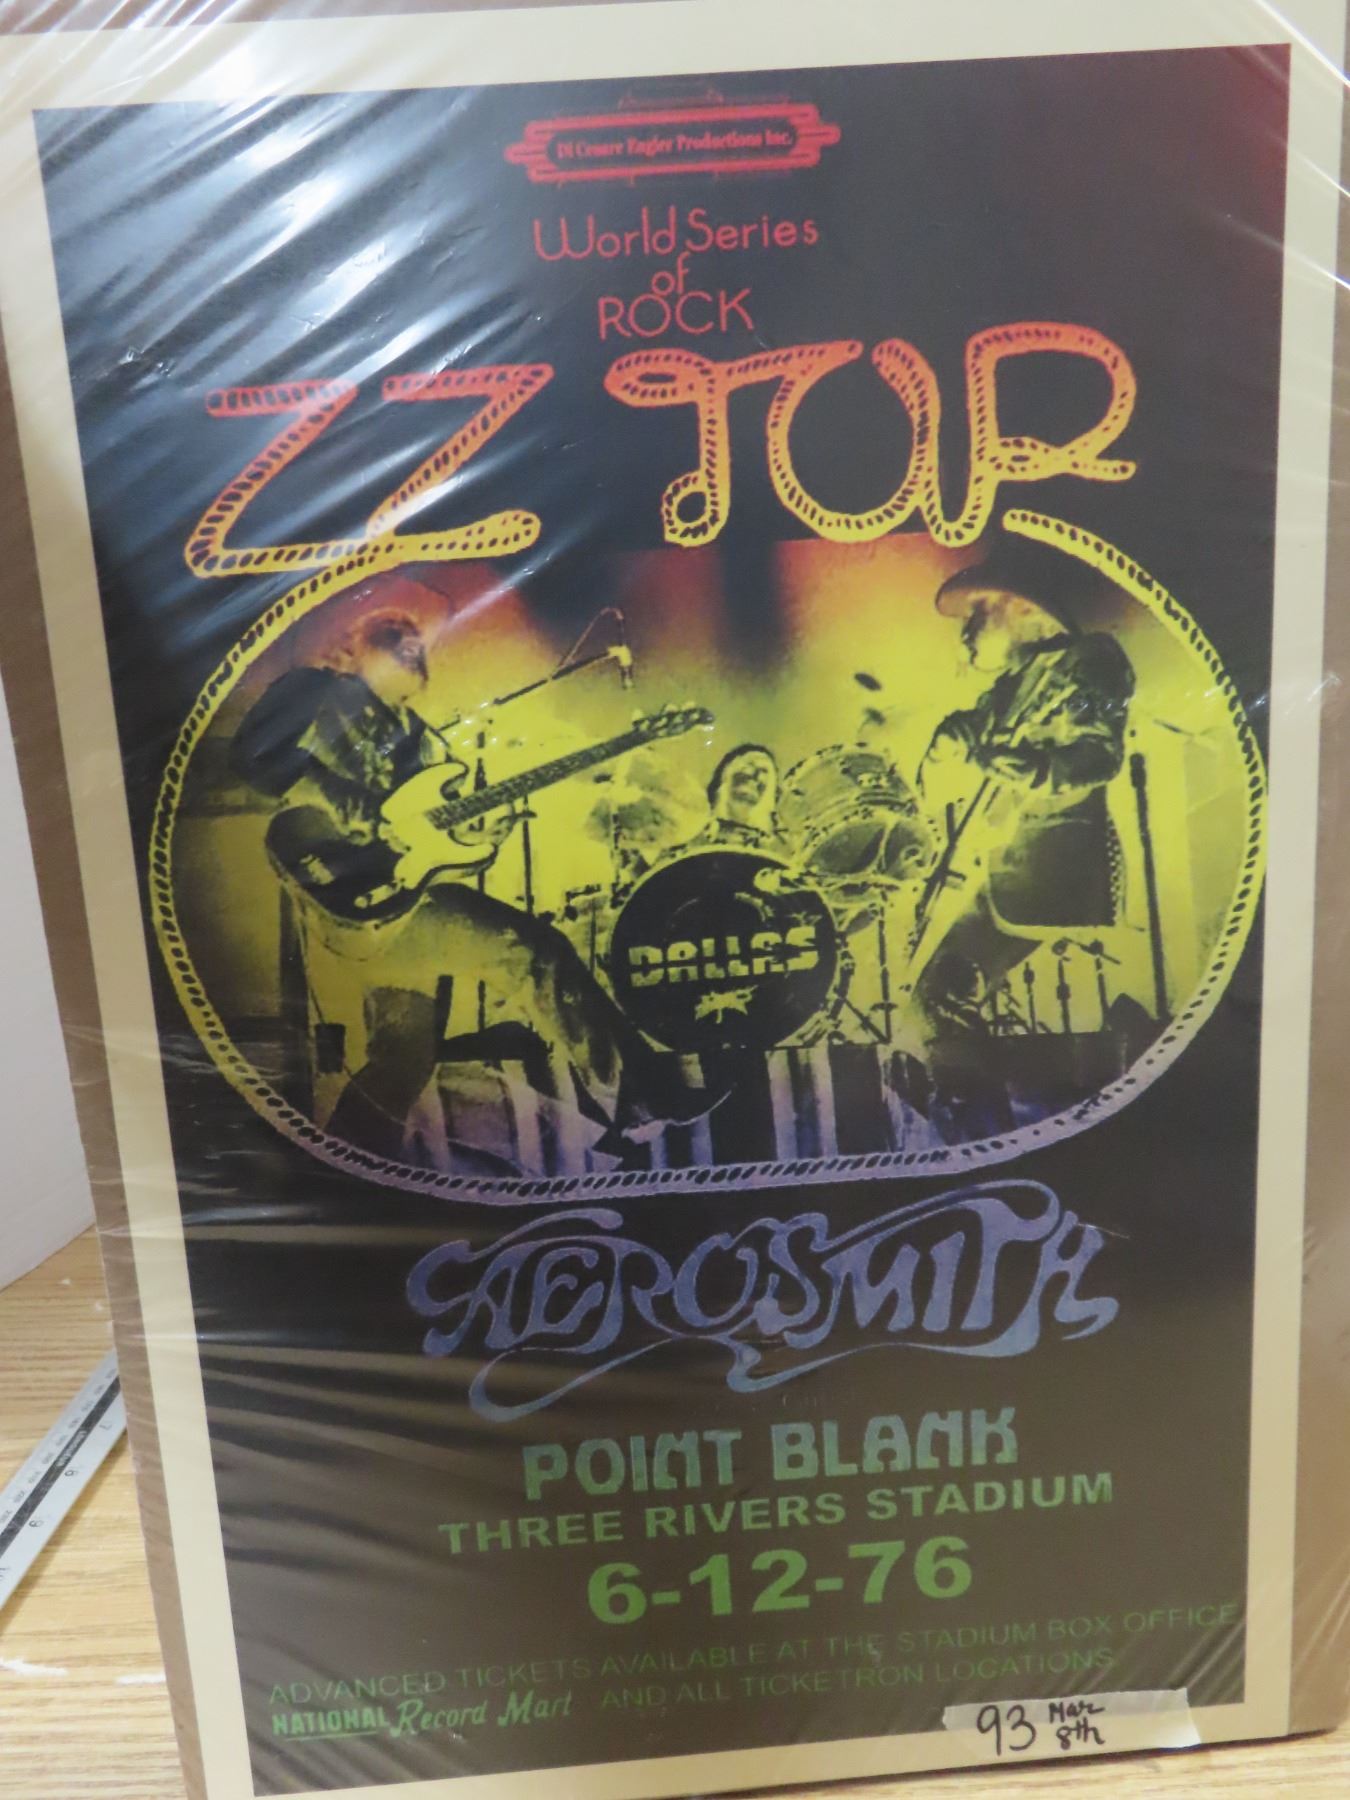 Di Cesare Engler Productions Inc.
World Series
of
ROCK
ZZ TOP
DALLAS
AEROSMITH
POINT BLANK
THREE RIVERS STADIUM
6-12-76
ADVANCED TICKETS AVAILABLE AT THE STADIUM BOX OFFICE
NATIONAL Record Mart AND ALL TICKETRON LOCATIONS
93 Mar
8th